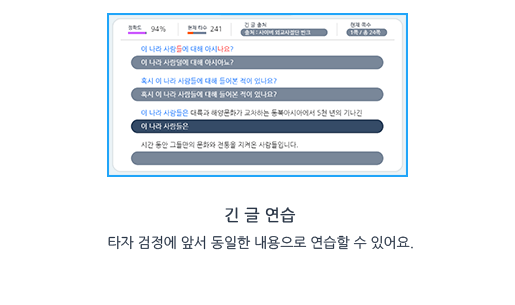 정확도 94% 현재 타수 241 긴 글 출처 현재 쪽수
출처 : 사이버 외교사절단 반크 1쪽 / 총 24쪽
이 나라 사람들에 대해 아시나요?
이 나라 사람덜에 대해 아시아노?
혹시 이 나라 사람들에 대해 들어본 적이 있나요?
혹시 이 나라 사람들에 대해 들어본 적이 있나요?
이 나라 사람들은 대륙과 해양문화가 교차하는 동북아시아에서 5천 년의 기나긴
이 나라 사람들은
시간 동안 그들만의 문화와 전통을 지켜온 사람들입니다.
긴 글 연습
타자 검정에 앞서 동일한 내용으로 연습할 수 있어요.